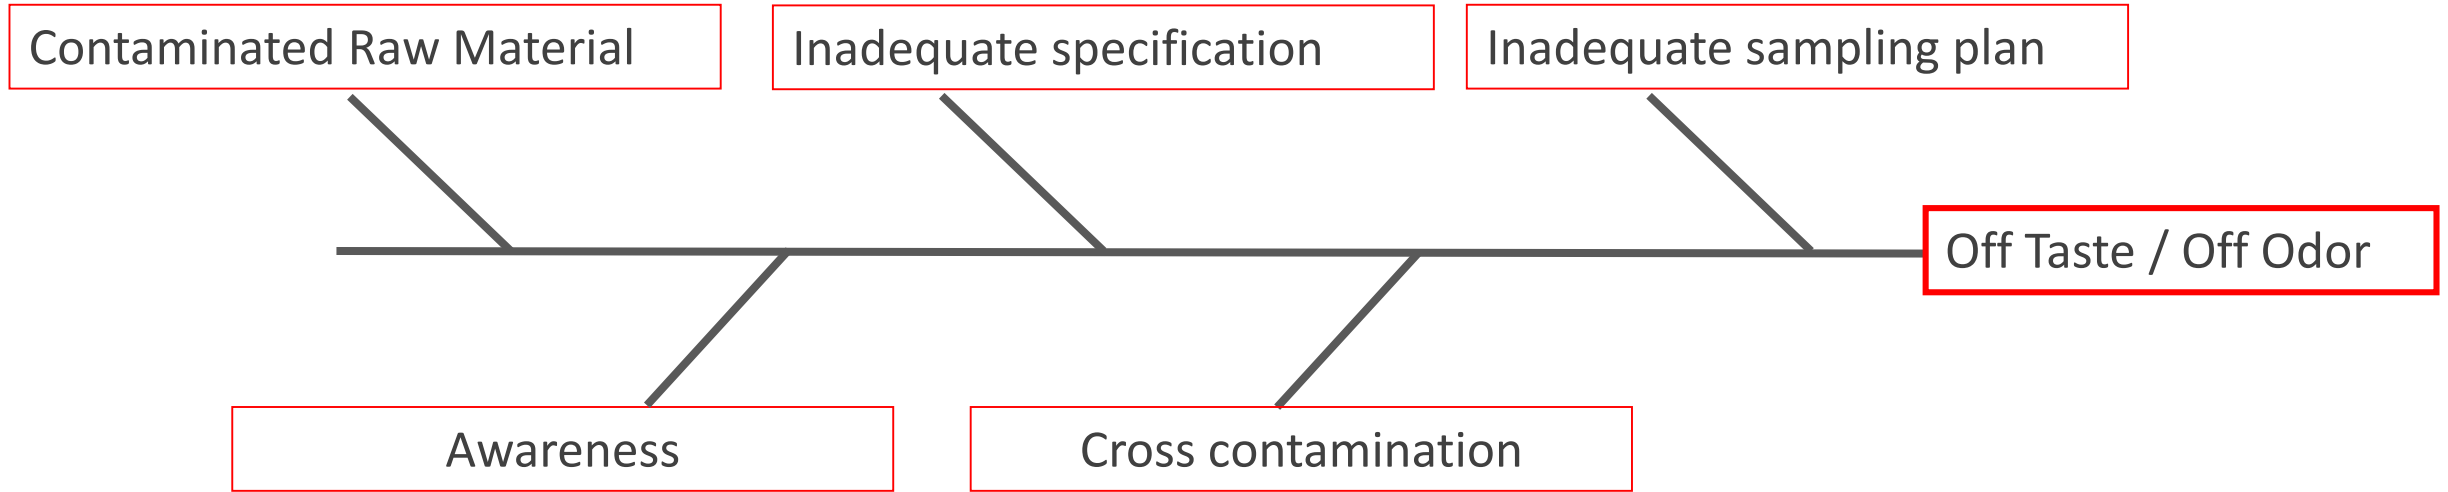 Contaminated Raw Material
Inadequate specification
Inadequate sampling plan
Off Taste / Off Odor
Awareness
Cross contamination